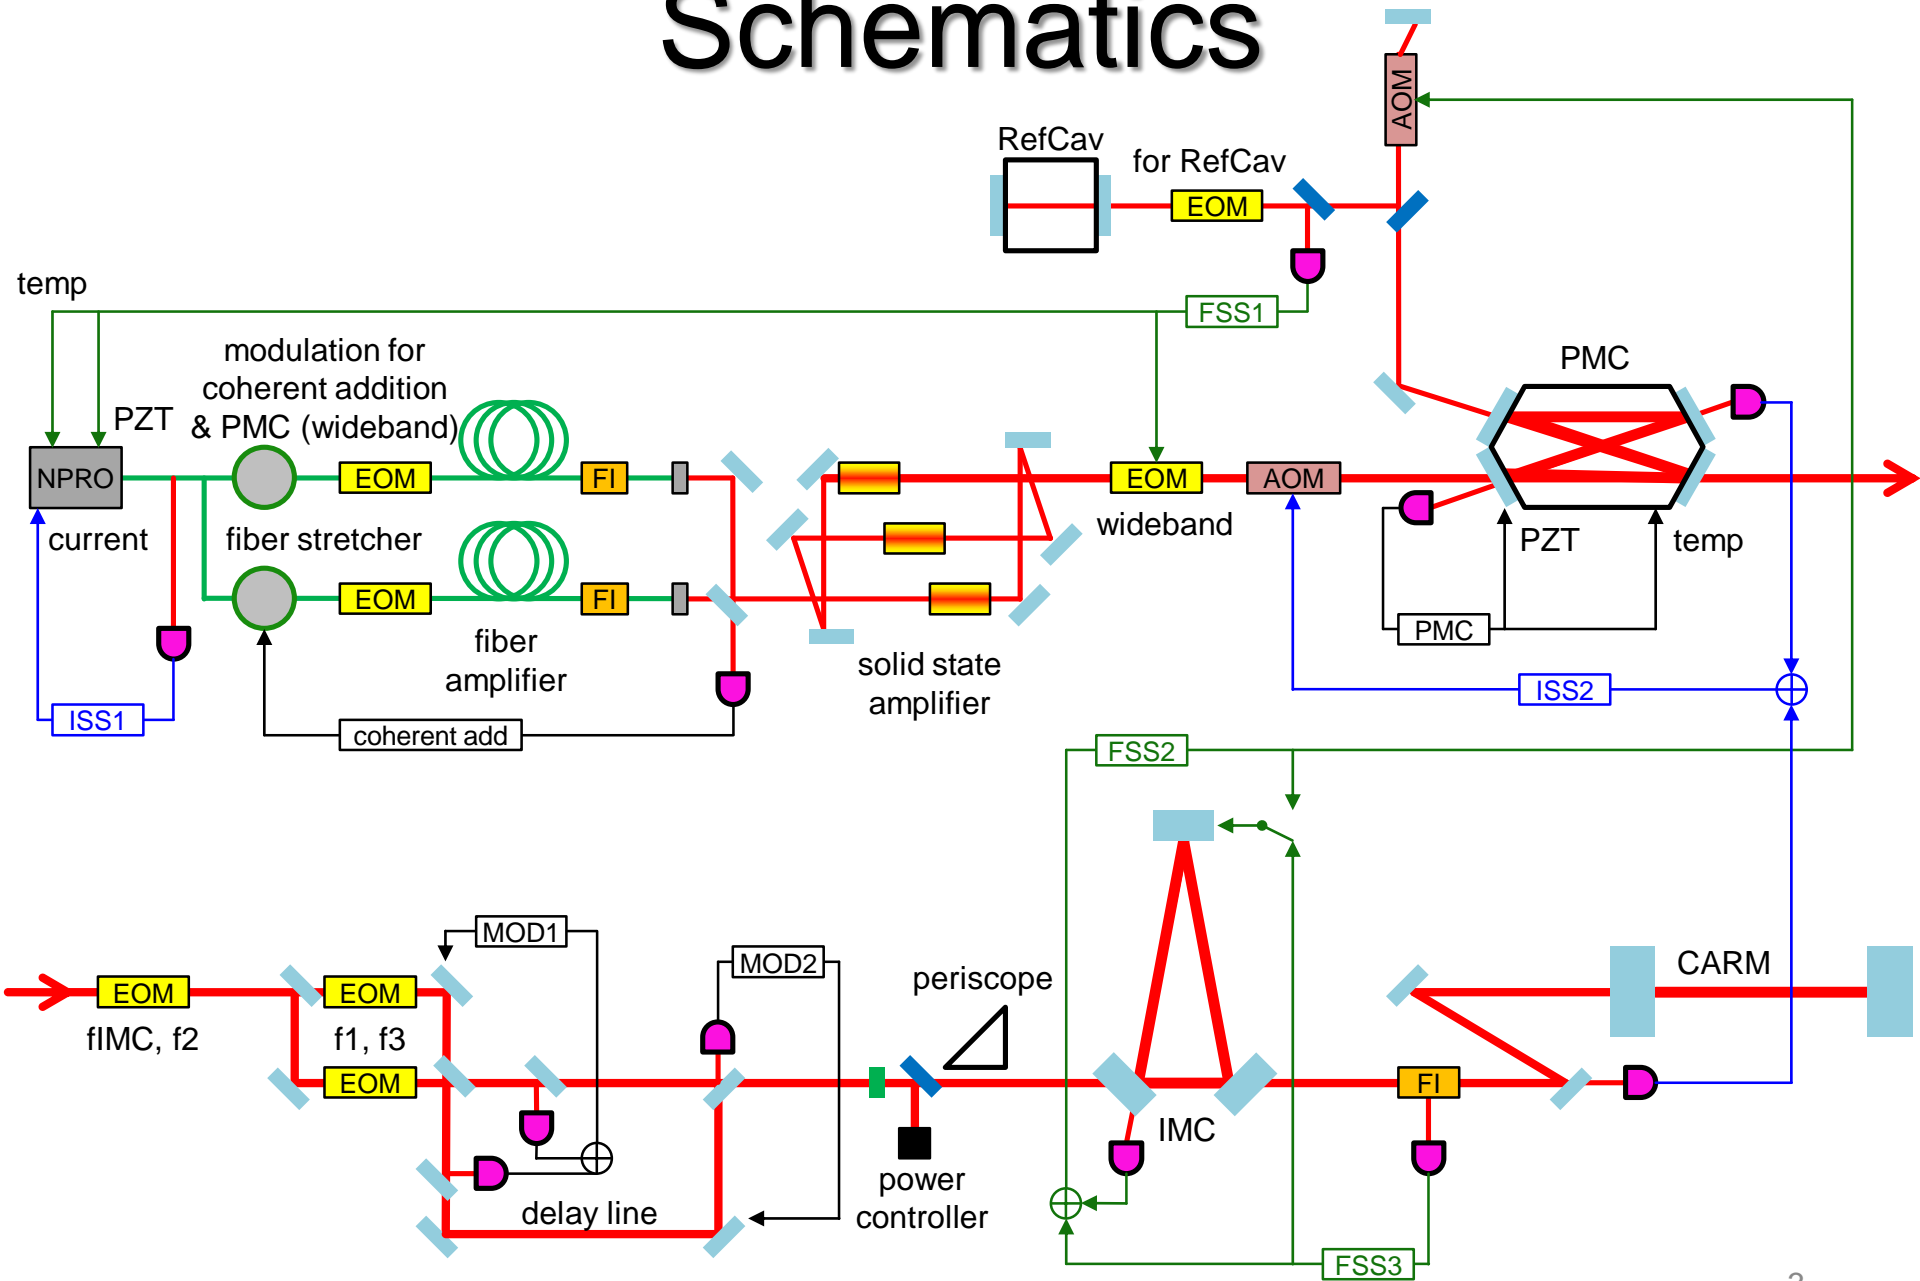 Schematics
AOM
RefCav
for RefCav
EOM
temp
FSS1
modulation for
coherent addition
& PMC (wideband)
PZT
PMC
NPRO
EOM
FI
EOM
AOM
current
fiber stretcher
wideband
PZT
temp
EOM
FI
PMC
fiber
amplifier
solid state
amplifier
ISS2
ISS1
coherent add
FSS2
MOD1
MOD2
periscope
CARM
EOM
EOM
fIMC, f2
f1, f3
EOM
FI
IMC
power
controller
delay line
FSS3